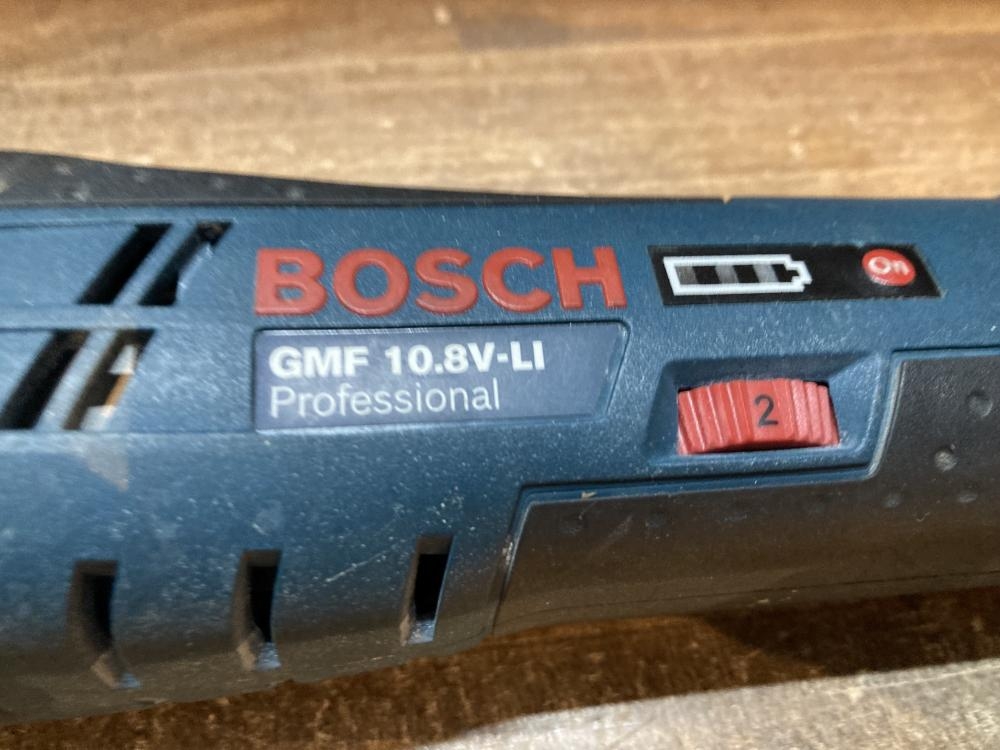 BOSCH
On
GMF 10.8V-LI
Professional
2